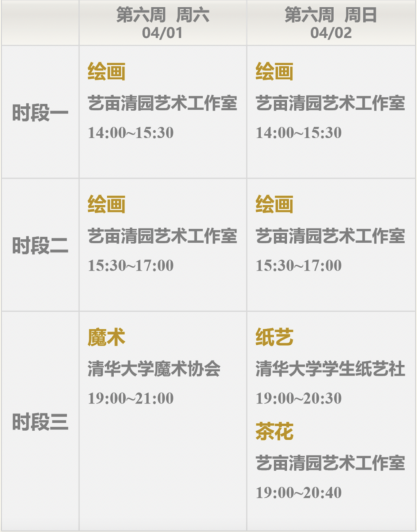 第六周 周六
04/01
第六周 周日
04/02
时段一
绘画
艺亩清园艺术工作室
14:00~15:30
绘画
艺亩清园艺术工作室
14:00~15:30
时段二
绘画
艺亩清园艺术工作室
15:30~17:00
绘画
艺亩清园艺术工作室
15:30~17:00
时段三
魔术
清华大学魔术协会
19:00~21:00
纸艺
清华大学学生纸艺社
19:00~20:30
茶花
艺亩清园艺术工作室
19:00~20:40